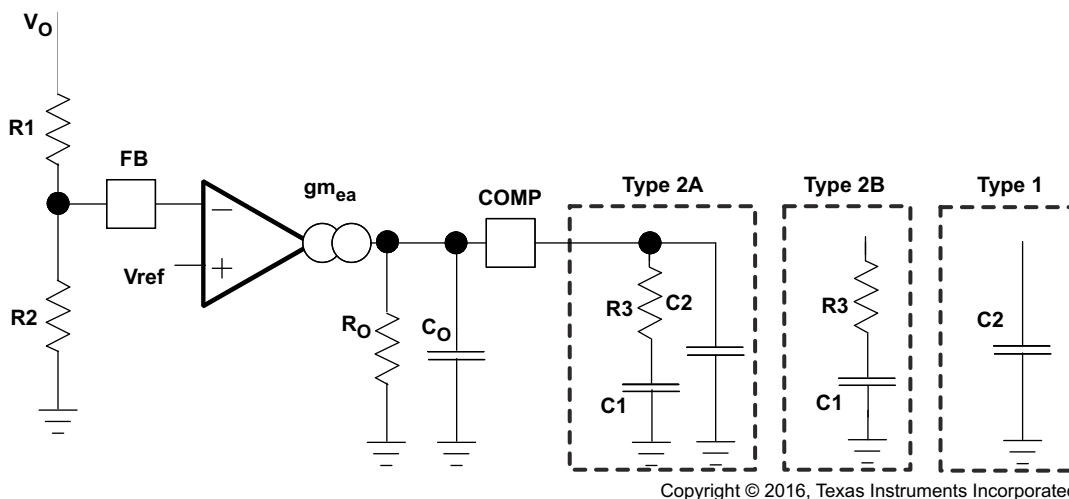 VO
R1
FB
gmea
COMP
Type 2A
Type 2B
Type 1
Vref
R2
RO
CO
R3
C2
C1
R3
C1
C2
Copyright © 2016, Texas Instruments Incorporated